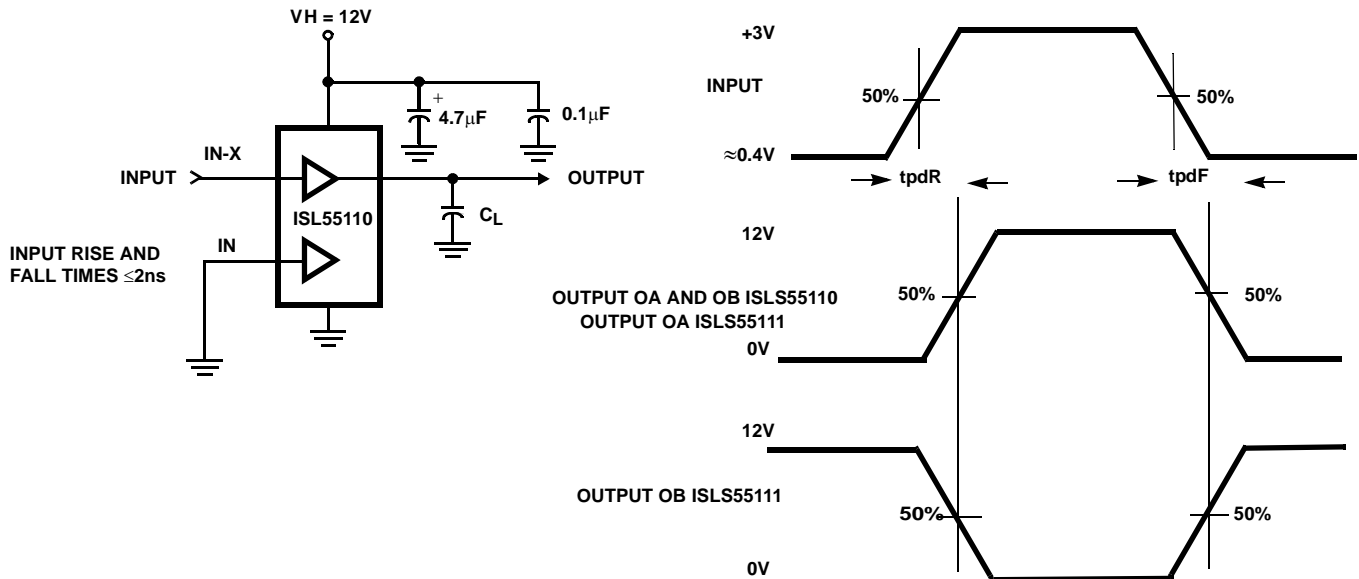 VH = 12V
+
4.7μF
0.1μF
IN-X
INPUT
OUTPUT
ISL55110
CL
IN
INPUT RISE AND
FALL TIMES ≤2ns
+3V
INPUT
50%
50%
≈0.4V
tpdR
tpdF
12V
OUTPUT OA AND OB ISLS55110
OUTPUT OA ISLS55111
50%
50%
0V
12V
OUTPUT OB ISLS55111
50%
50%
0V